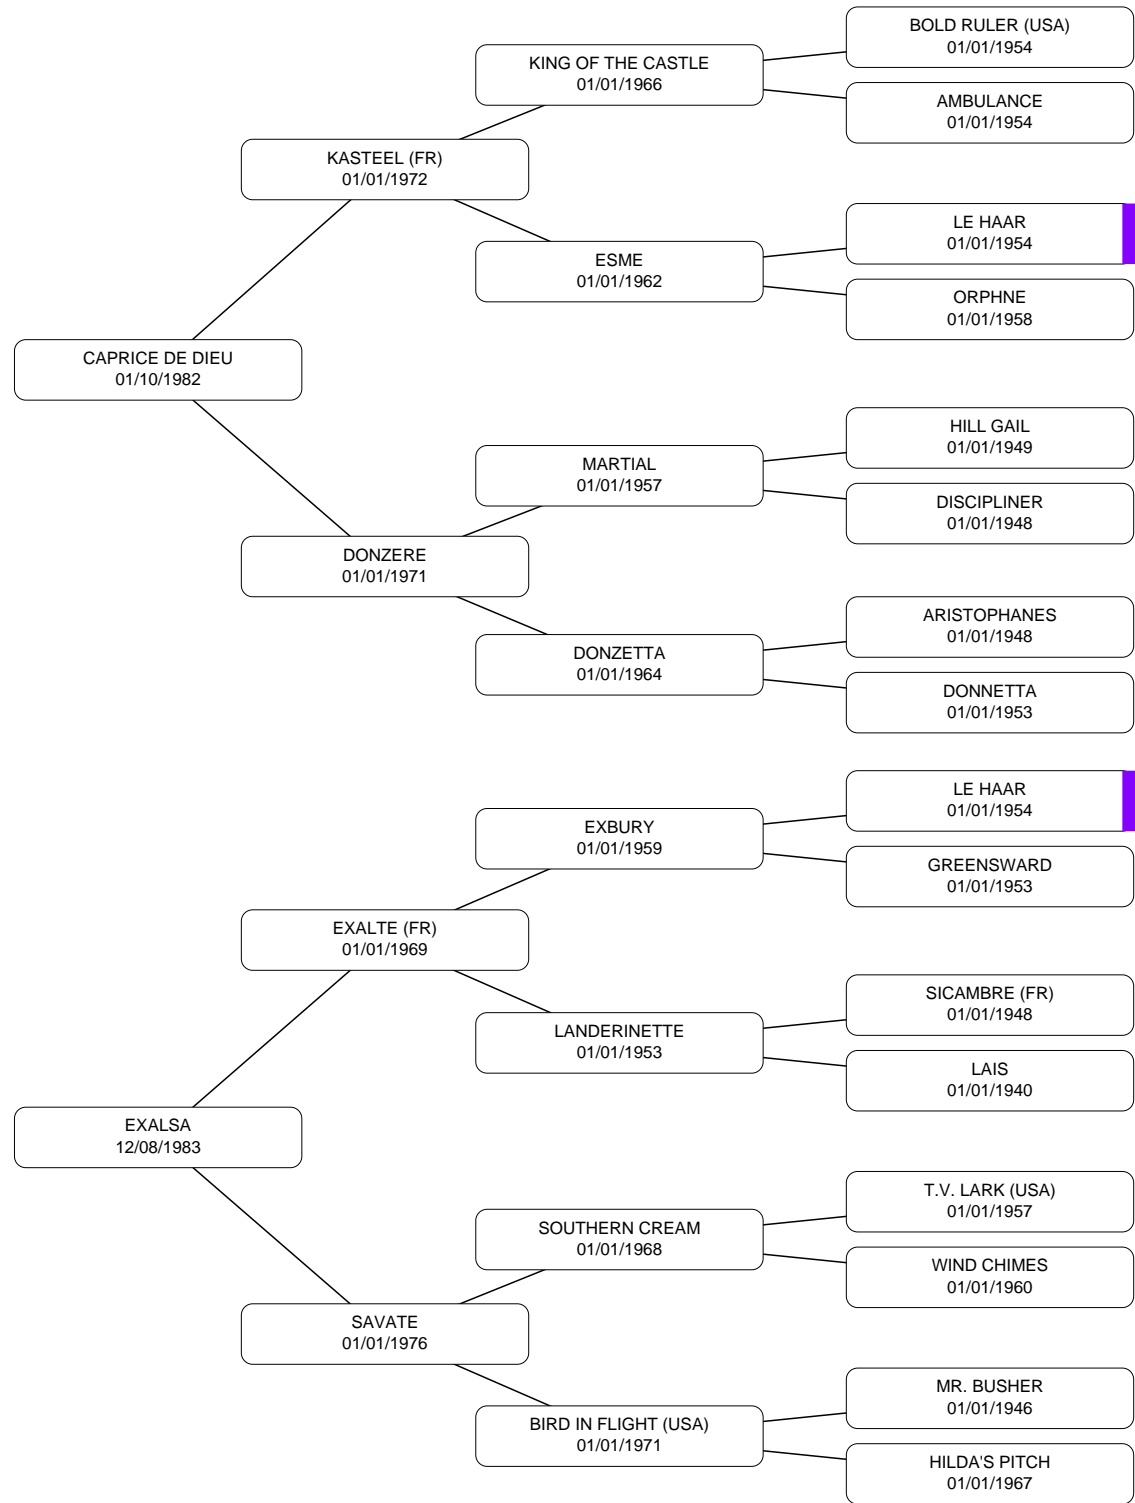 BOLD RULER (USA)
01/01/1954
KING OF THE CASTLE
01/01/1966
AMBULANCE
01/01/1954
KASTEEL (FR)
01/01/1972
LE HAAR
01/01/1954
ESME
01/01/1962
ORPHNE
01/01/1958
CAPRICE DE DIEU
01/10/1982
HILL GAIL
01/01/1949
MARTIAL
01/01/1957
DISCIPLINER
01/01/1948
DONZERE
01/01/1971
ARISTOPHANES
01/01/1948
DONZETTA
01/01/1964
DONNETTA
01/01/1953
LE HAAR
01/01/1954
EXBURY
01/01/1959
GREENSWARD
01/01/1953
EXALTE (FR)
01/01/1969
SICAMBRE (FR)
01/01/1948
LANDERINETTE
01/01/1953
LAIS
01/01/1940
EXALSA
12/08/1983
T.V. LARK (USA)
01/01/1957
SOUTHERN CREAM
01/01/1968
WIND CHIMES
01/01/1960
SAVATE
01/01/1976
MR. BUSHER
01/01/1946
BIRD IN FLIGHT (USA)
01/01/1971
HILDA'S PITCH
01/01/1967